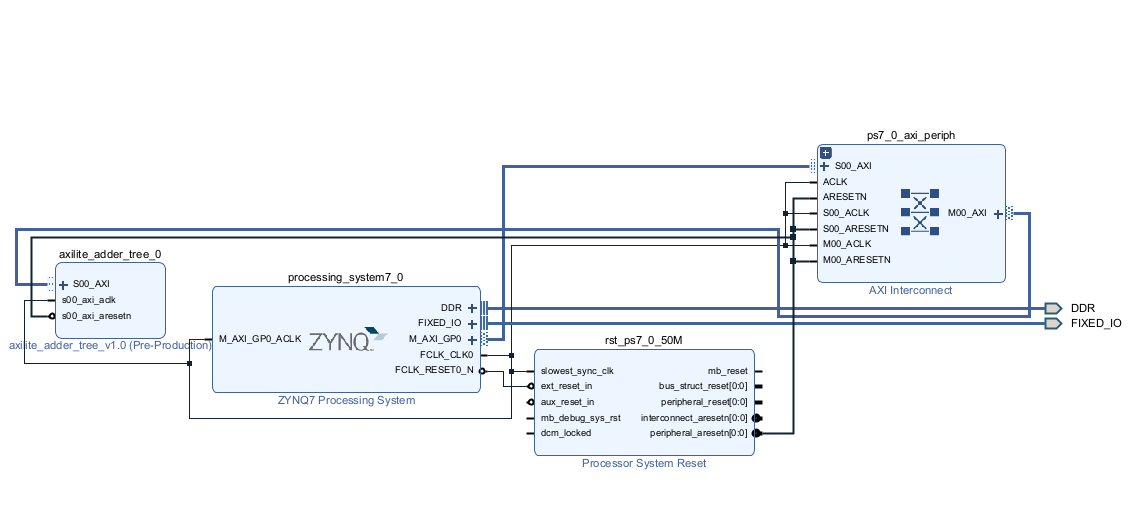 ps7_0_axi_periph
S00_AXI
ACLK
ARESETN
S00_ACLK
M00_AXI
S00_ARESETN
M00_ACLK
M00_ARESETN
AXI Interconnect
axilite_adder_tree_0
S00_AXI
s00_axi_aclk
s00_axi_aresetn
axilite_adder_tree_v1.0 (Pre-Production)
processing_system7_0
DDR
FIXED_IO
M_AXI_GP0_ACLK
ZYNQ
M_AXI_GP0
FCLK_CLK0
FCLK_RESET0_N
ZYNQ7 Processing System
DDR
FIXED_IO
rst_ps7_0_50M
slowest_sync_clk
mb_reset
ext_reset_in
bus_struct_reset[0:0]
aux_reset_in
peripheral_reset[0:0]
mb_debug_sys_rst
interconnect_aresetn[0:0]
dcm_locked
peripheral_aresetn[0:0]
Processor System Reset